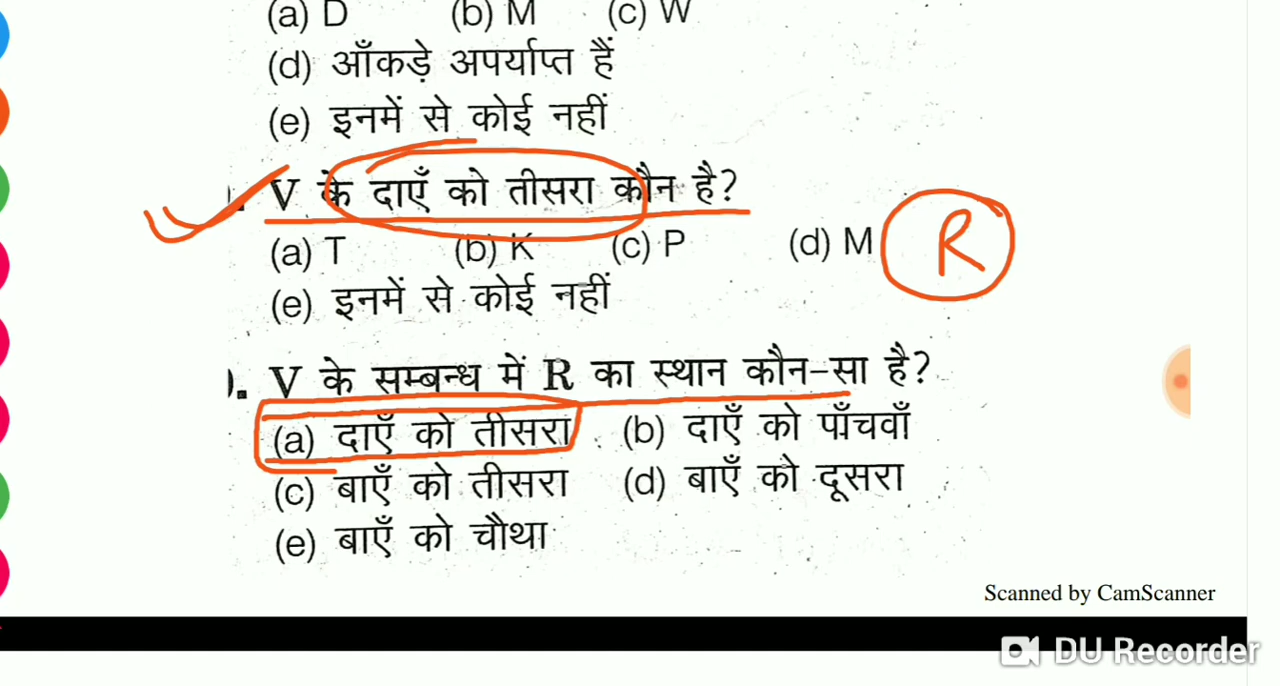 (a) D (b) M (c) W
(d) आँकड़े अपर्याप्त हैं
(e) इनमें से कोई नहीं
V के दाएँ को तीसरा कौन है?
(a) T (b) K (c) P (d) M R
(e) इनमें से कोई नहीं
). V के सम्बन्ध में R का स्थान कौन-सा है?
(a) दाएँ को तीसरा (b) दाएँ को पाँचवाँ
(c) बाएँ को तीसरा (d) बाएँ को दूसरा
(e) बाएँ को चौथा
Scanned by CamScanner
DU Recorder